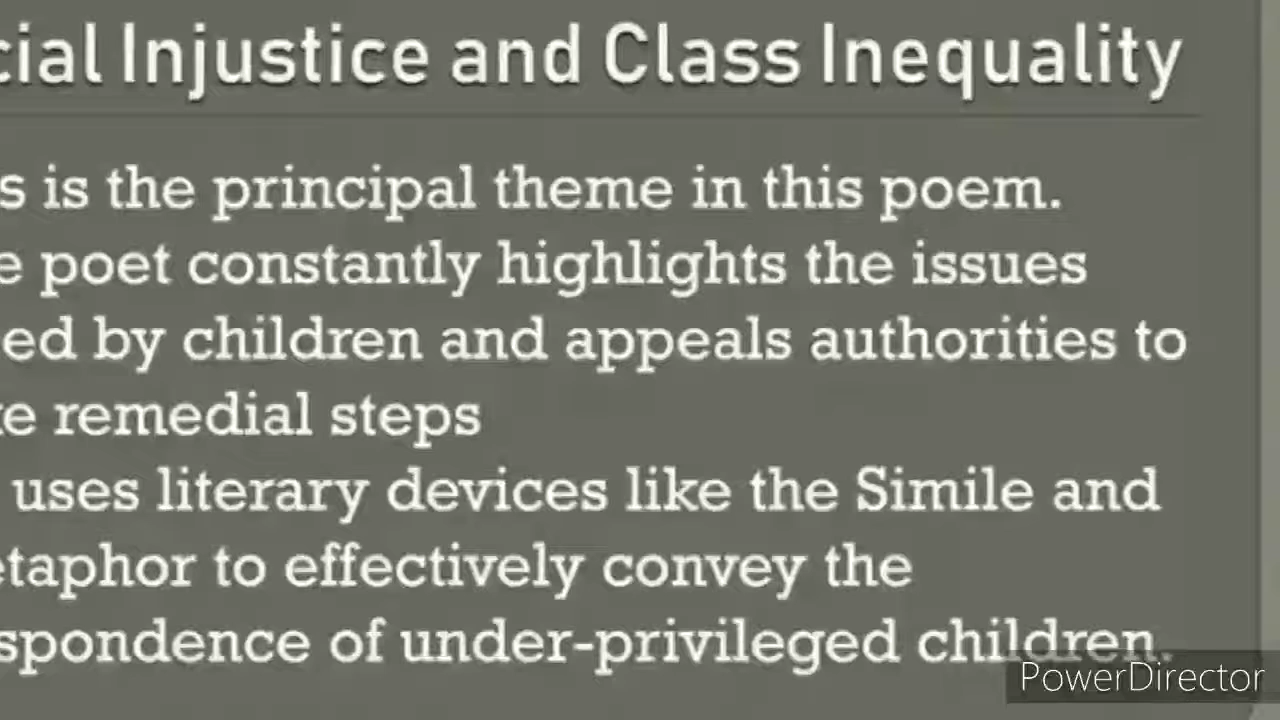 cial Injustice and Class Inequality
s is the principal theme in this poem.
e poet constantly highlights the issues
ed by children and appeals authorities to
ke remedial steps
uses literary devices like the Simile and
etaphor to effectively convey the
spondence of under-privileged children.
PowerDirector